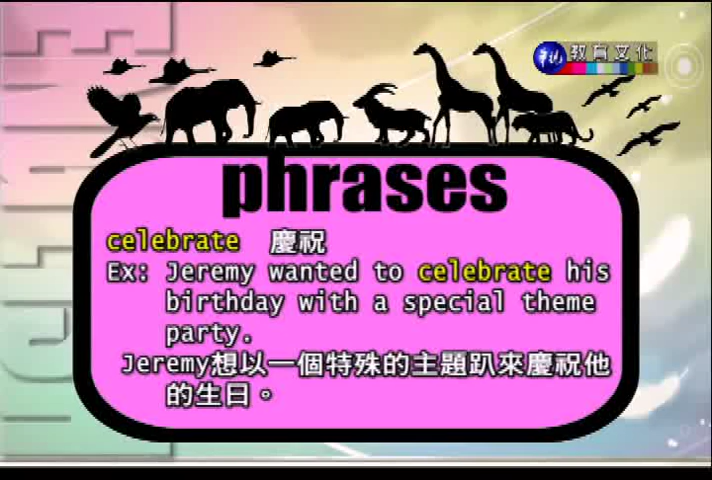 華視 教育文化
phrases
celebrate 慶祝
Ex: Jeremy wanted to celebrate his
birthday with a special theme
party.
Jeremy想以一個特殊的主題趴來慶祝他
的生日。